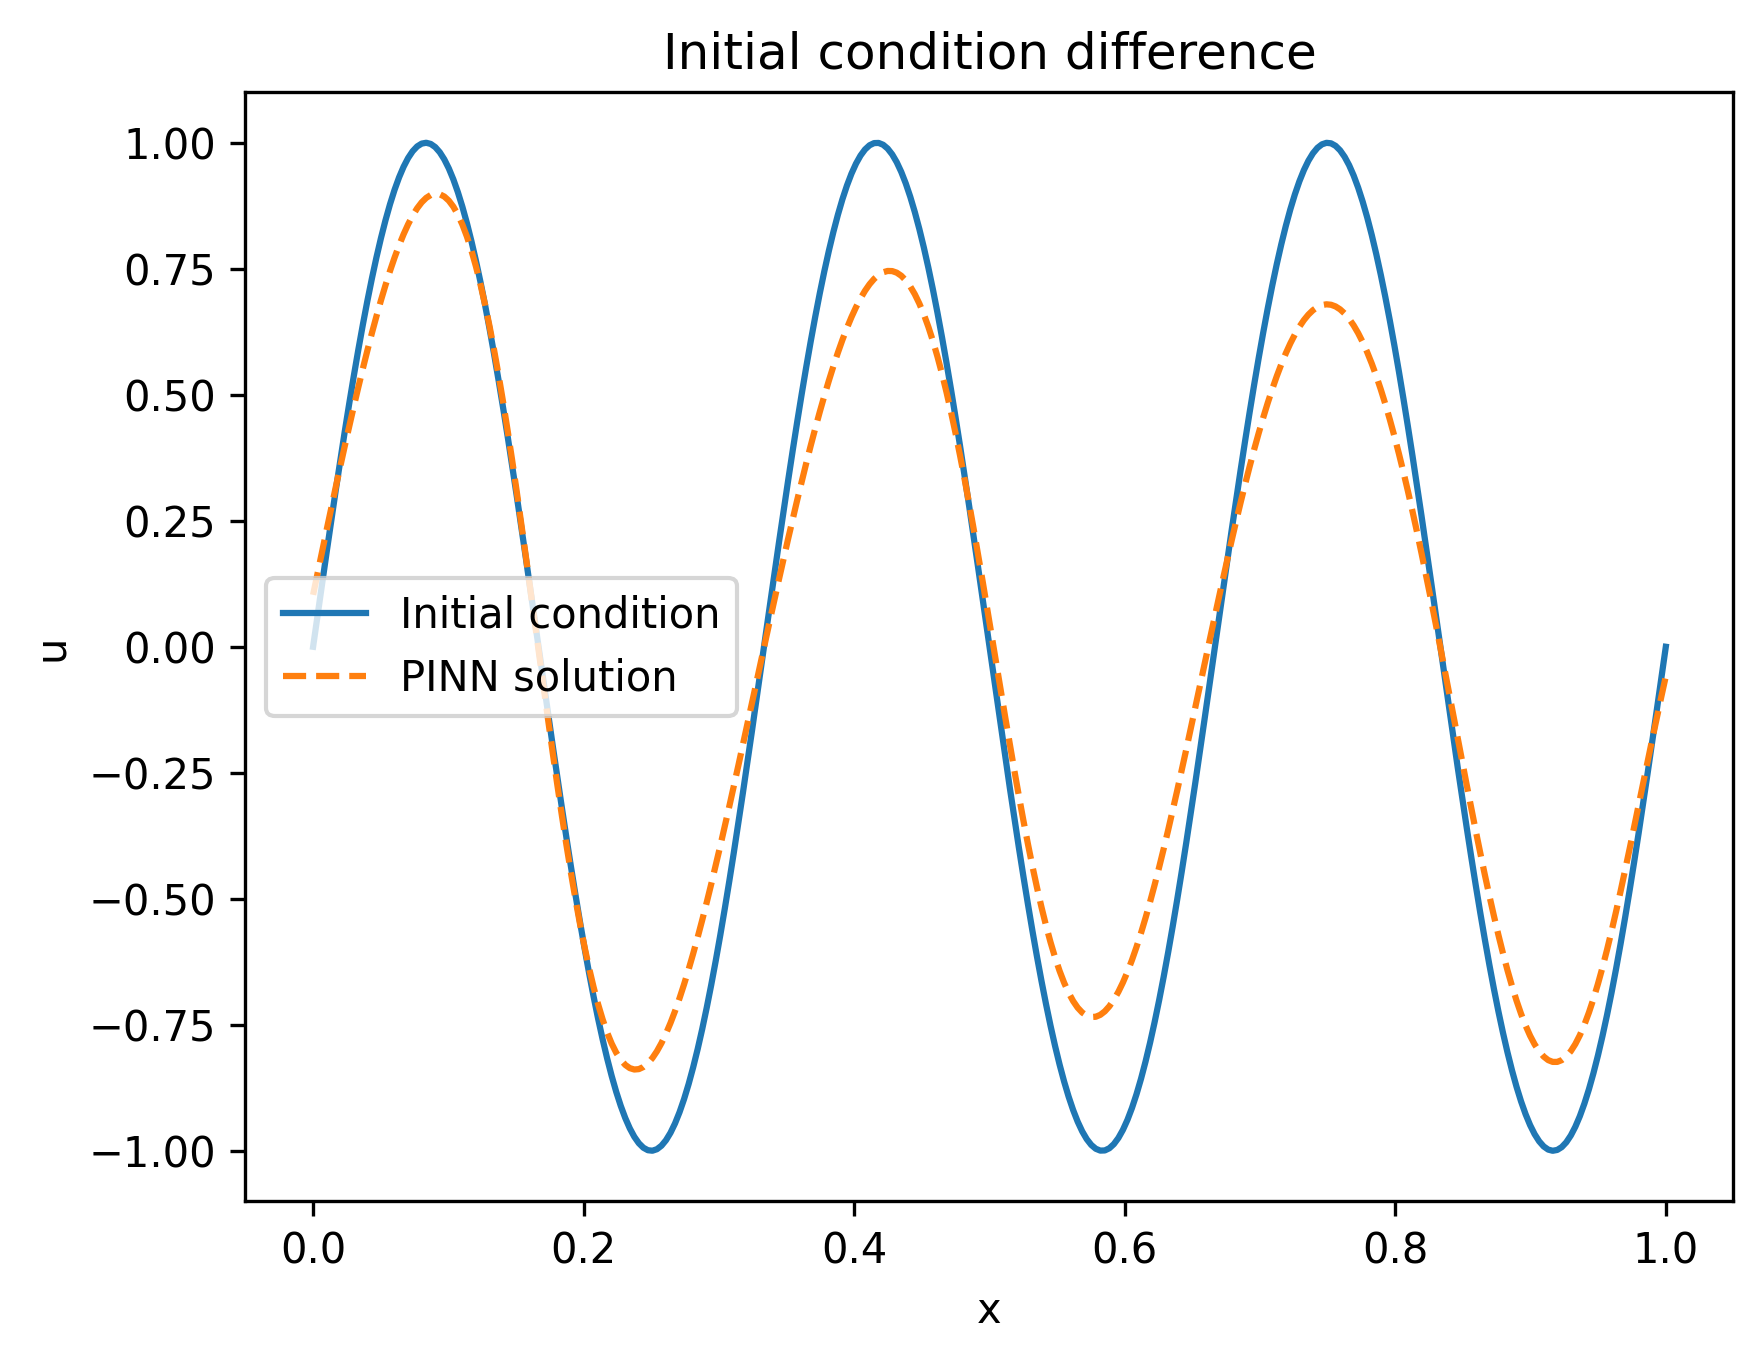 Initial condition difference
1.00
0.75
0.50
0.25
0.00
−0.25
−0.50
−0.75
−1.00
u
Initial condition
PINN solution
0.0 0.2 0.4 0.6 0.8 1.0
x